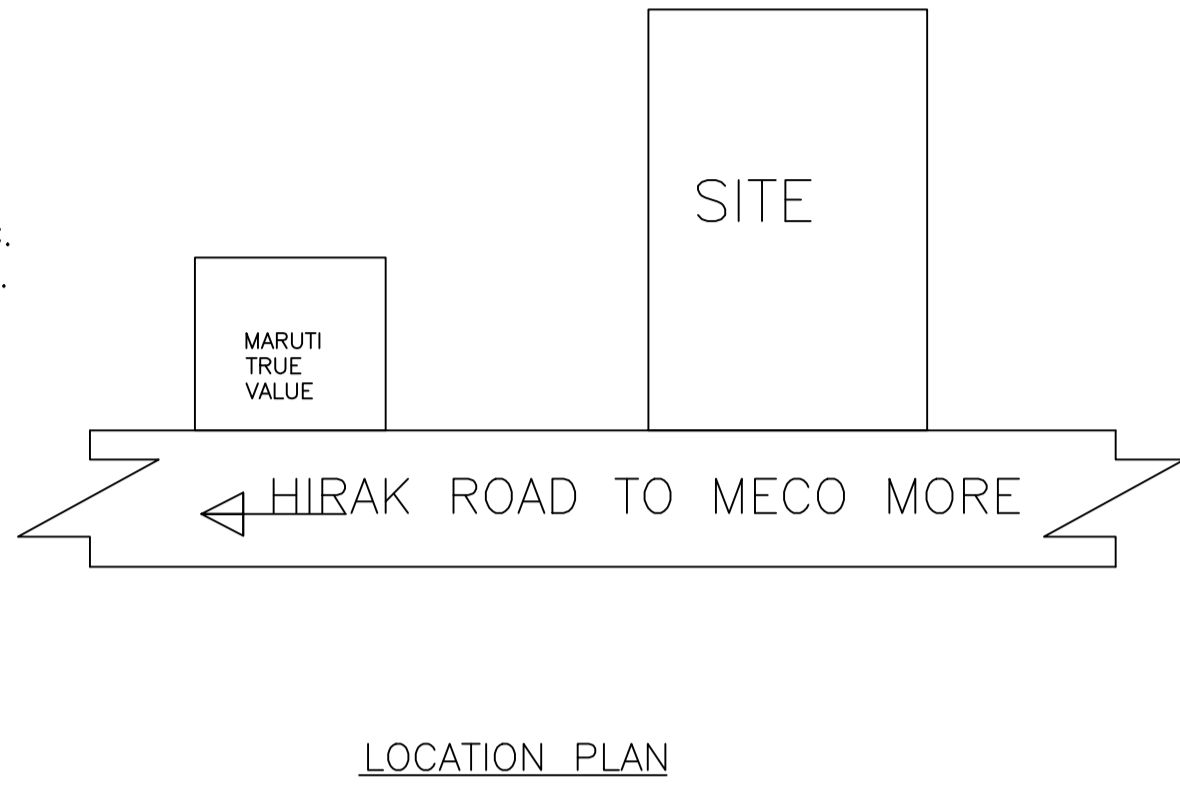 SITE
MARUTI
TRUE
VALUE
HIRAK ROAD TO MECO MORE
LOCATION PLAN